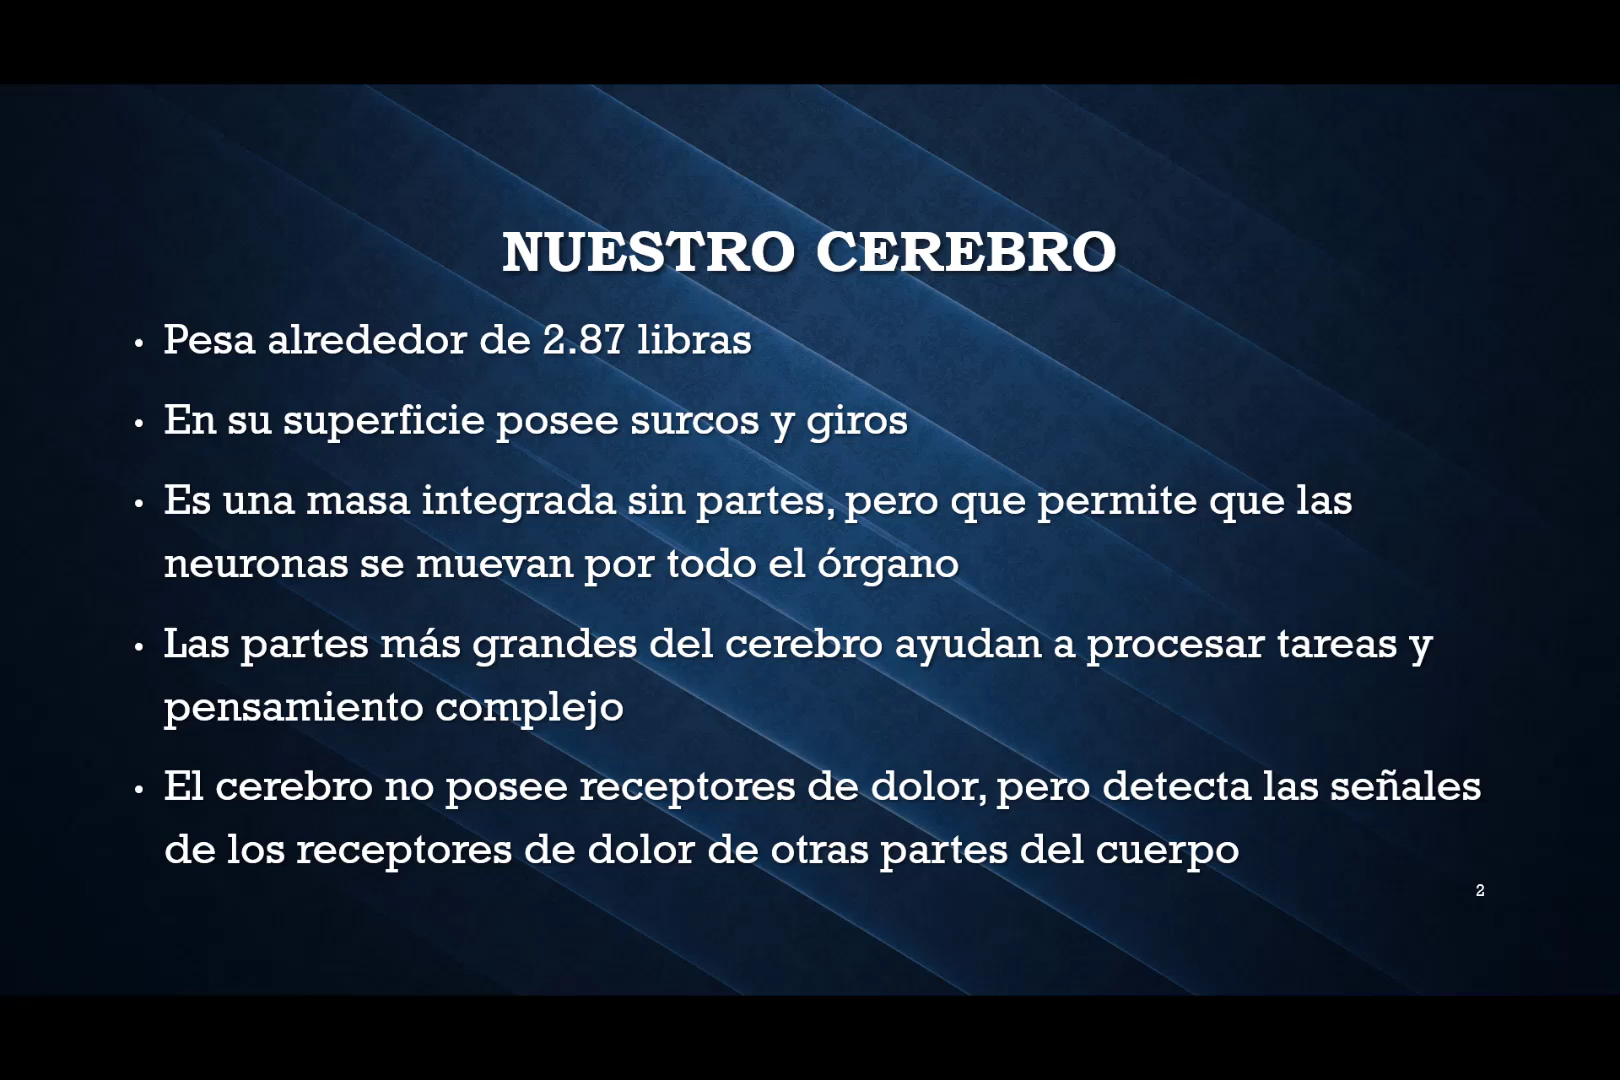 NUESTRO CEREBRO
• Pesa alrededor de 2.87 libras
• En su superficie posee surcos y giros
• Es una masa integrada sin partes, pero que permite que las
neuronas se muevan por todo el órgano
• Las partes más grandes del cerebro ayudan a procesar tareas y
pensamiento complejo
• El cerebro no posee receptores de dolor, pero detecta las señales
de los receptores de dolor de otras partes del cuerpo
2